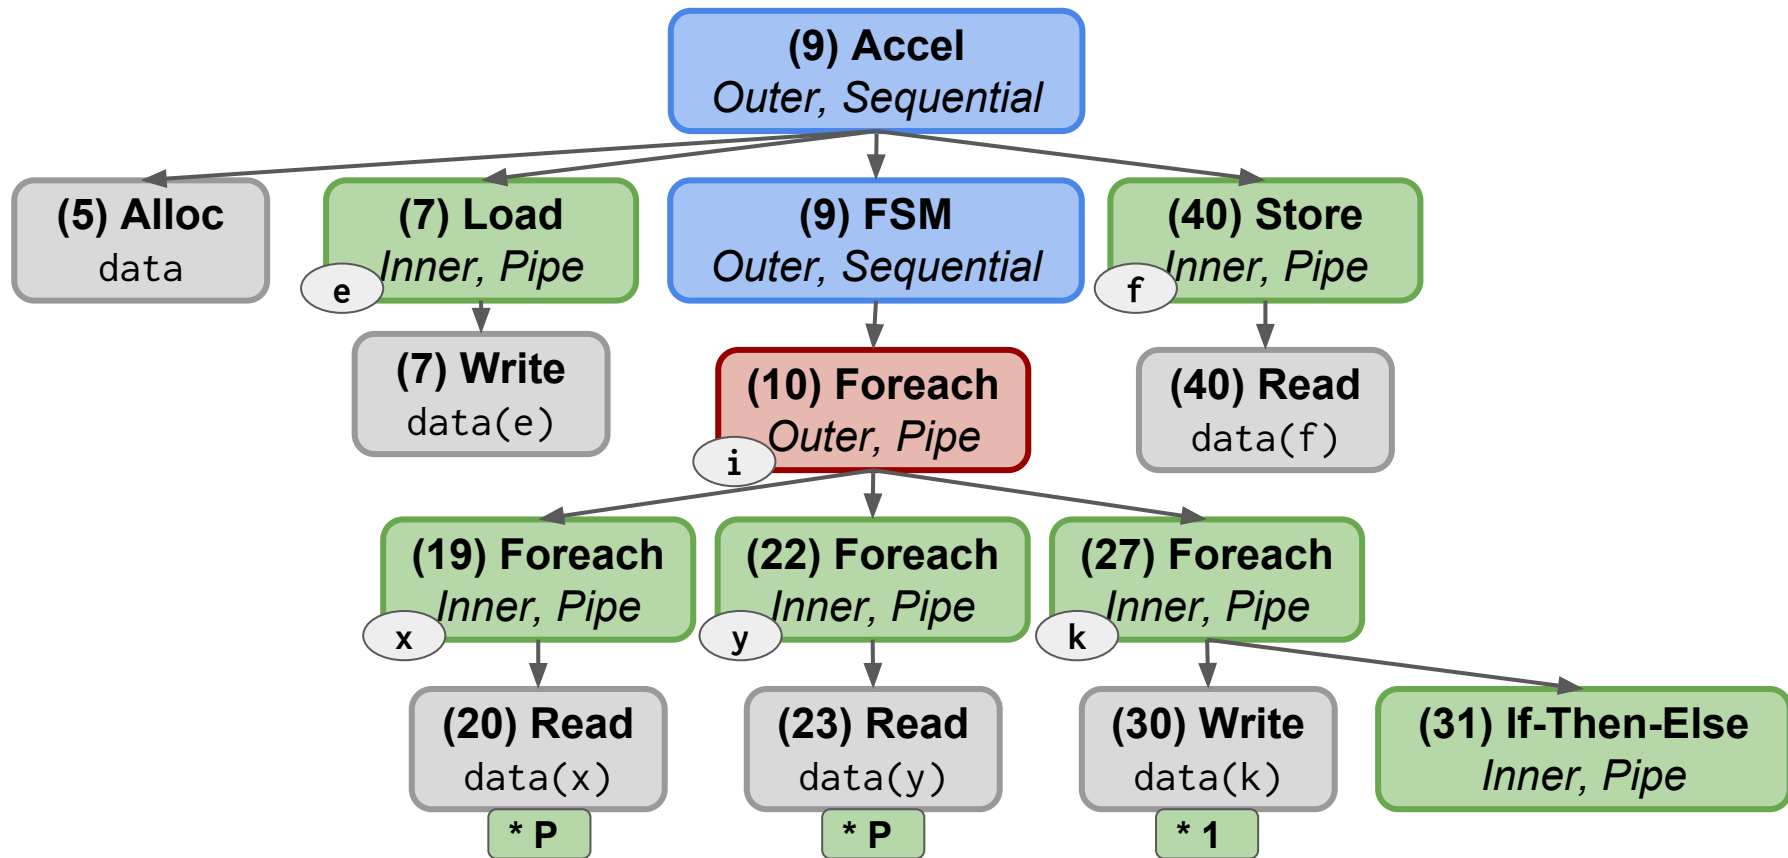 (9) Accel
Outer, Sequential
(5) Alloc
data
(7) Load
Inner, Pipe
e
(9) FSM
Outer, Sequential
(40) Store
Inner, Pipe
f
(7) Write
data(e)
(10) Foreach
Outer, Pipe
i
(40) Read
data(f)
(19) Foreach
Inner, Pipe
x
(22) Foreach
Inner, Pipe
y
(27) Foreach
Inner, Pipe
k
(20) Read
data(x)
* P
(23) Read
data(y)
* P
(30) Write
data(k)
* 1
(31) If-Then-Else
Inner, Pipe